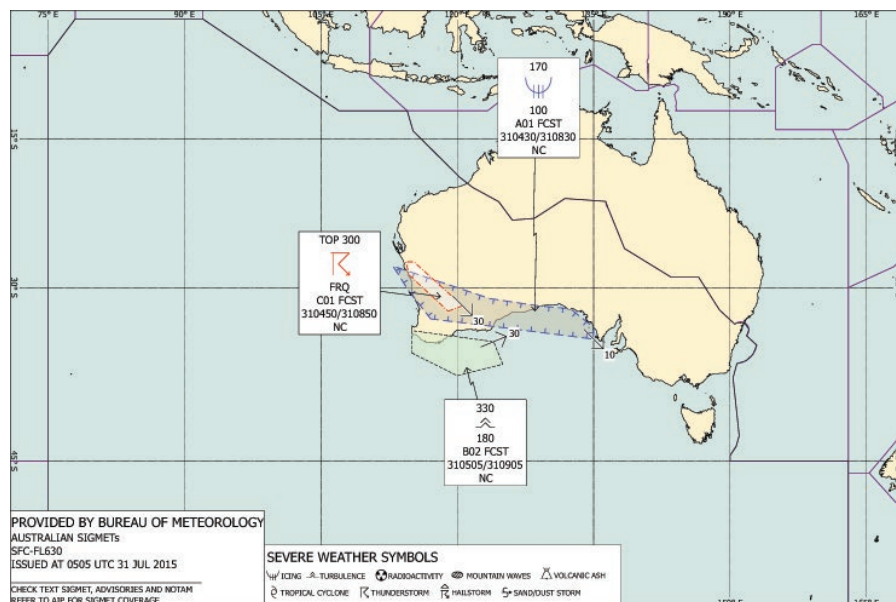 75° E
90° E
105° E
120° E
135° E
150° E
165° E
S 15°
S 30°
S 45°
170
100
A01 FCST
310430/310830
NC
TOP 300
FRQ
C01 FCST
310450/310850
NC
30
30
10
330
180
B02 FCST
310505/310905
NC
PROVIDED BY BUREAU OF METEOROLOGY
AUSTRALIAN SIGMETs
SFC-FL630
ISSUED AT 0505 UTC 31 JUL 2015
CHECK TEXT SIGMET, ADVISORIES AND NOTAM
REFER TO AIP FOR SIGMET COVERAGE
SEVERE WEATHER SYMBOLS
ICING TURBULENCE RADIOACTIVITY MOUNTAIN WAVES VOLCANIC ASH
TROPICAL CYCLONE THUNDERSTORM HAILSTORM SAND/DUST STORM